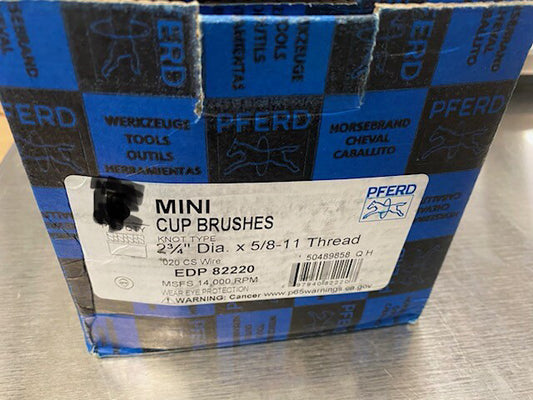 PFERD
WERKZEUGE
TOOLS
OUTILS
HERRAMIENTAS
PFERD
HORSEBRAND
CHEVAL
CABALLITO
MINI
CUP BRUSHES
KNOT TYPE
2¾" Dia. x 5/8-11 Thread
.020 CS Wire
EDP 82220
MSFS 14,000 RPM
WEAR EYE PROTECTION
WARNING: Cancer www.p65warnings.ca.gov
PFERD
50489858 Q H